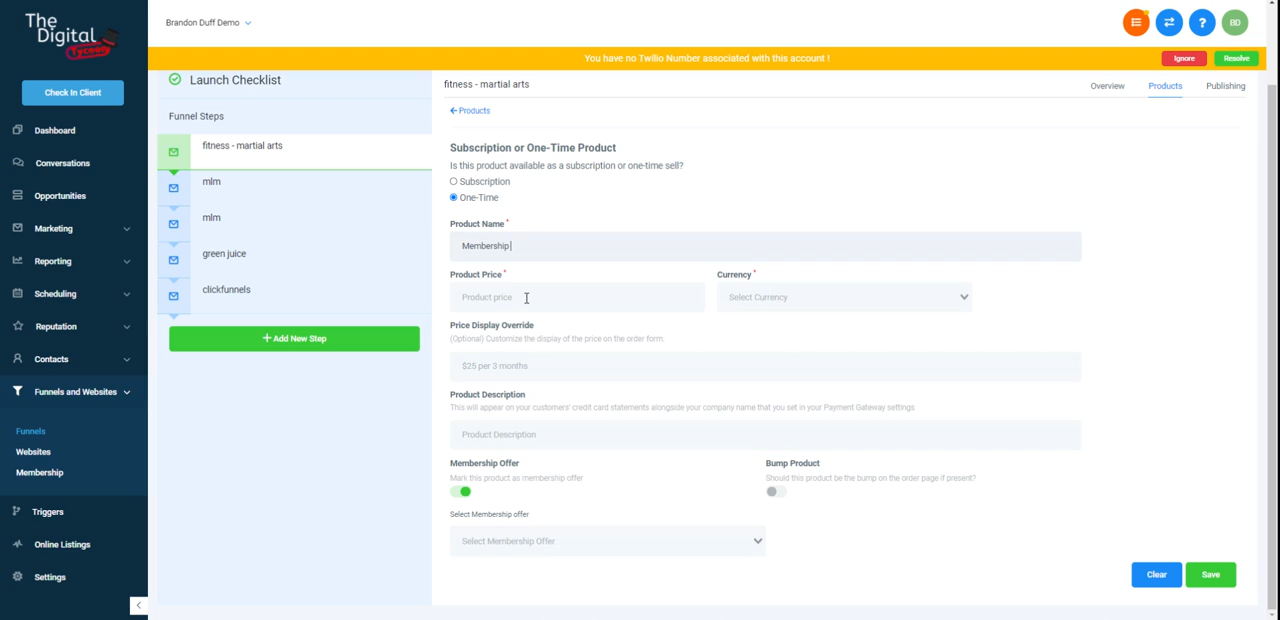 The
Digital
Tycoon
Brandon Duff Demo
BD
You have no Twilio Number associated with this account !
Ignore
Resolve
Check In Client
Dashboard
Conversations
Opportunities
Marketing
Reporting
Scheduling
Reputation
Contacts
Funnels and Websites
Funnels
Websites
Membership
Triggers
Online Listings
Settings
Launch Checklist
Funnel Steps
fitness - martial arts
mlm
mlm
green juice
clickfunnels
+ Add New Step
fitness - martial arts
Overview
Products
Publishing
← Products
Subscription or One-Time Product
Is this product available as a subscription or one-time sell?
Subscription
One-Time
Product Name *
Membership
Product Price *
Product price
Currency *
Select Currency
Price Display Override
(Optional) Customize the display of the price on the order form.
$25 per 3 months
Product Description
This will appear on your customers' credit card statements alongside your company name that you set in your Payment Gateway settings
Product Description
Membership Offer
Mark this product as membership offer
Bump Product
Should this product be the bump on the order page if present?
Select Membership offer
Select Membership Offer
Clear
Save